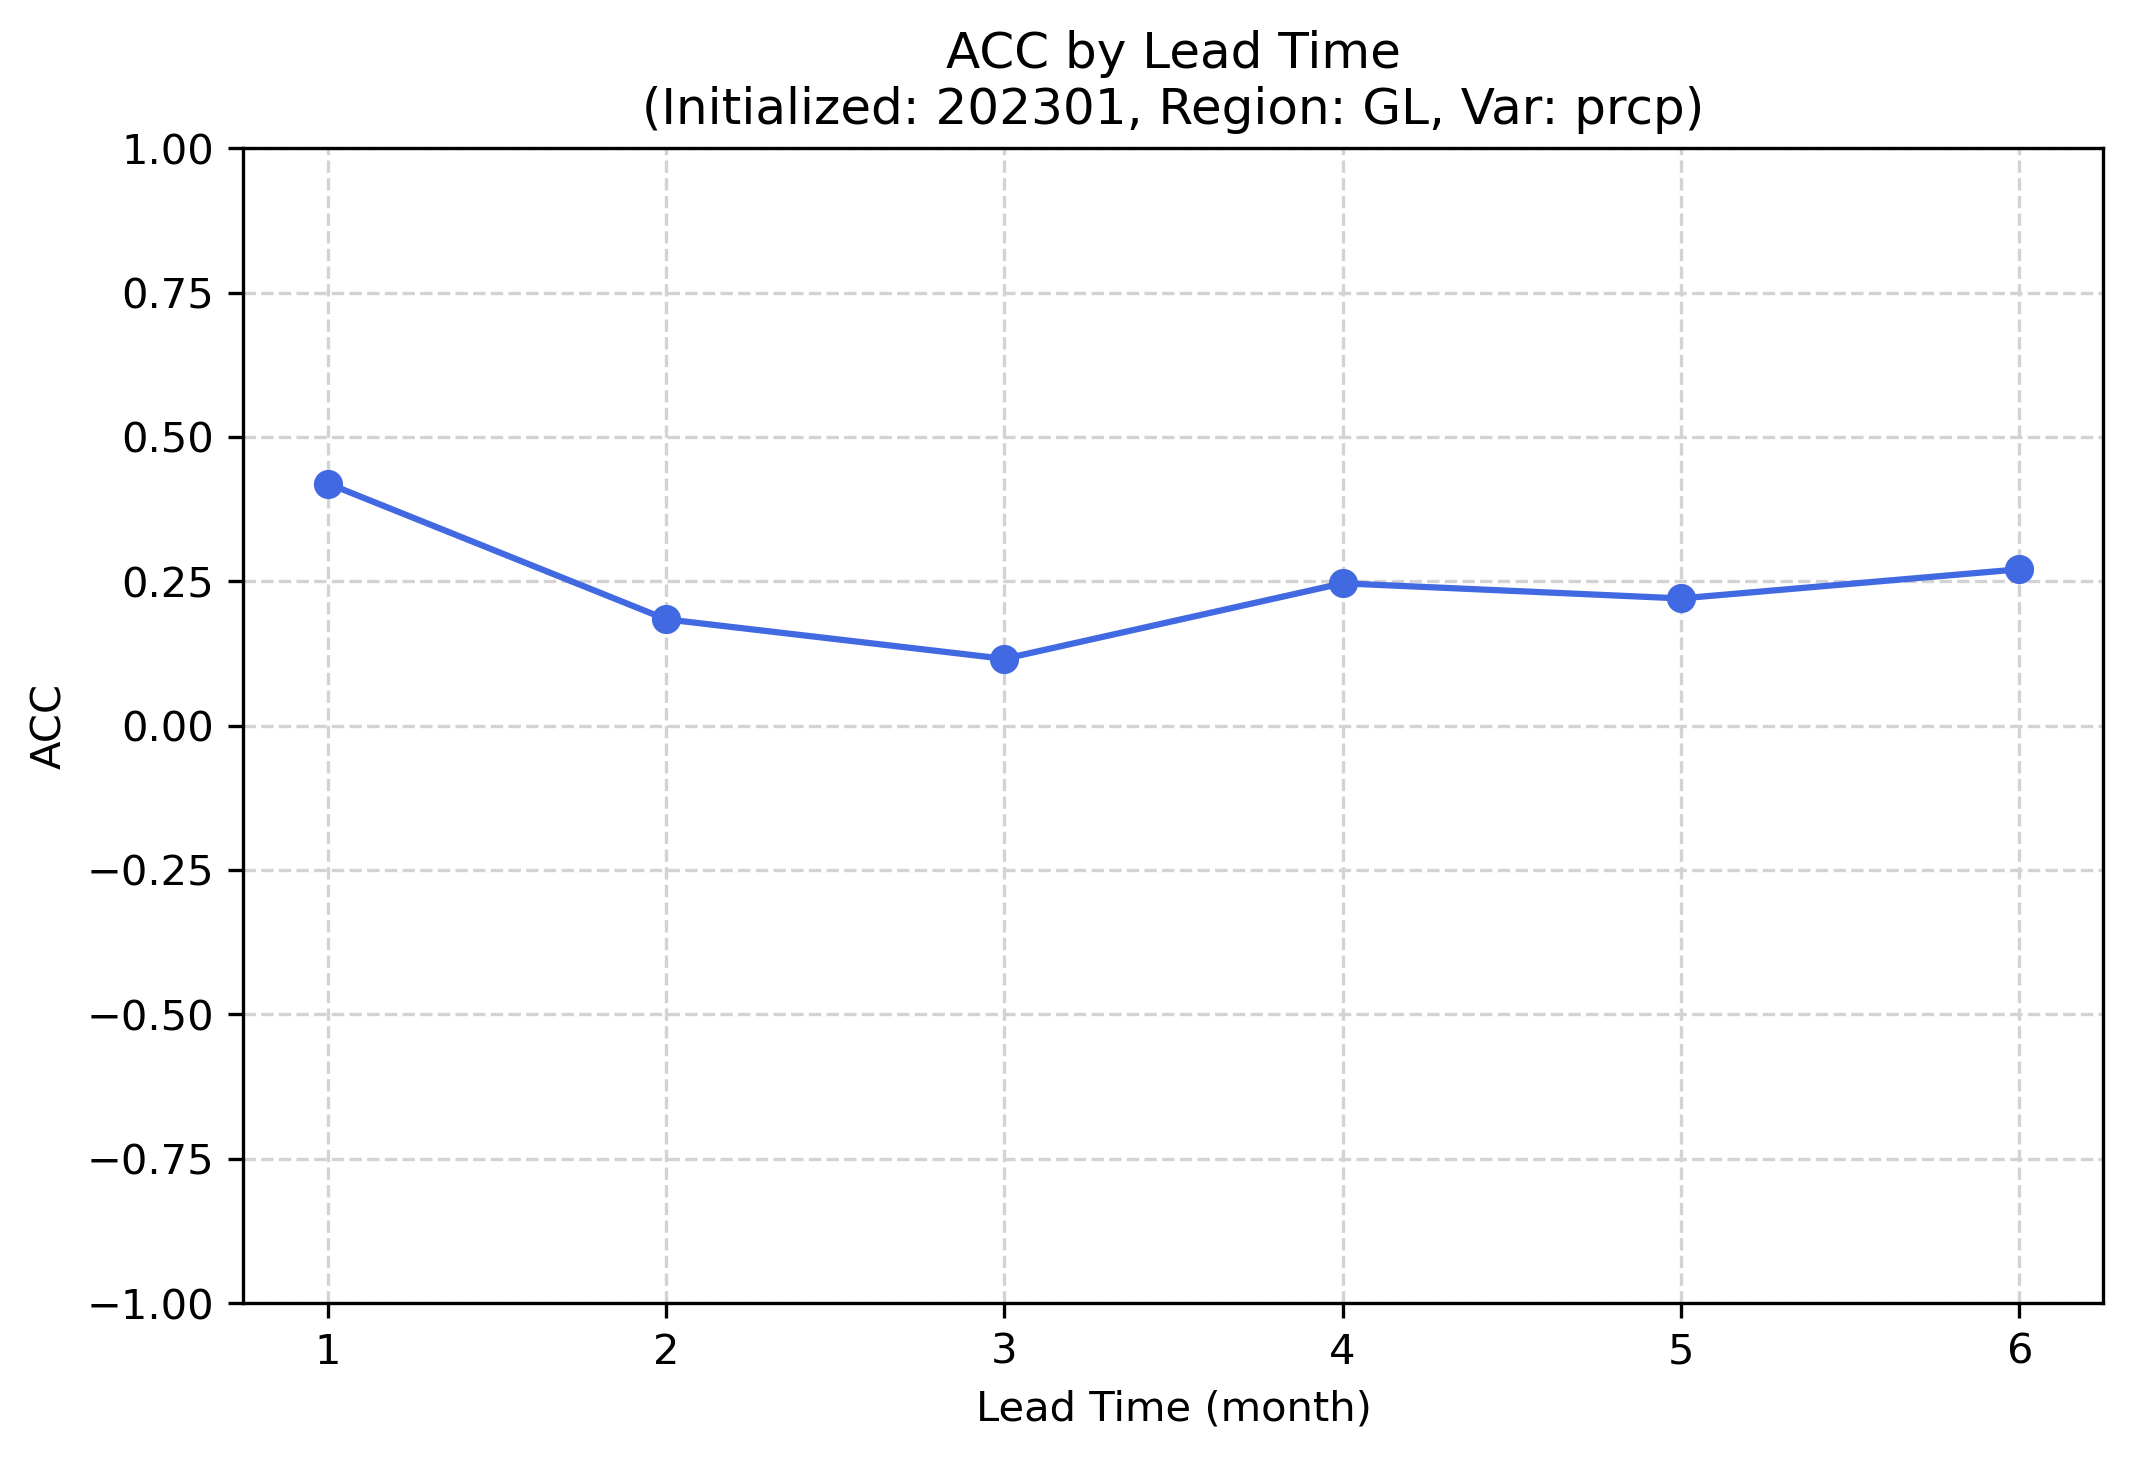 ACC by Lead Time
(Initialized: 202301, Region: GL, Var: prcp)
1.00
0.75
0.50
0.25
0.00
−0.25
−0.50
−0.75
−1.00
ACC
1 2 3 4 5 6
Lead Time (month)